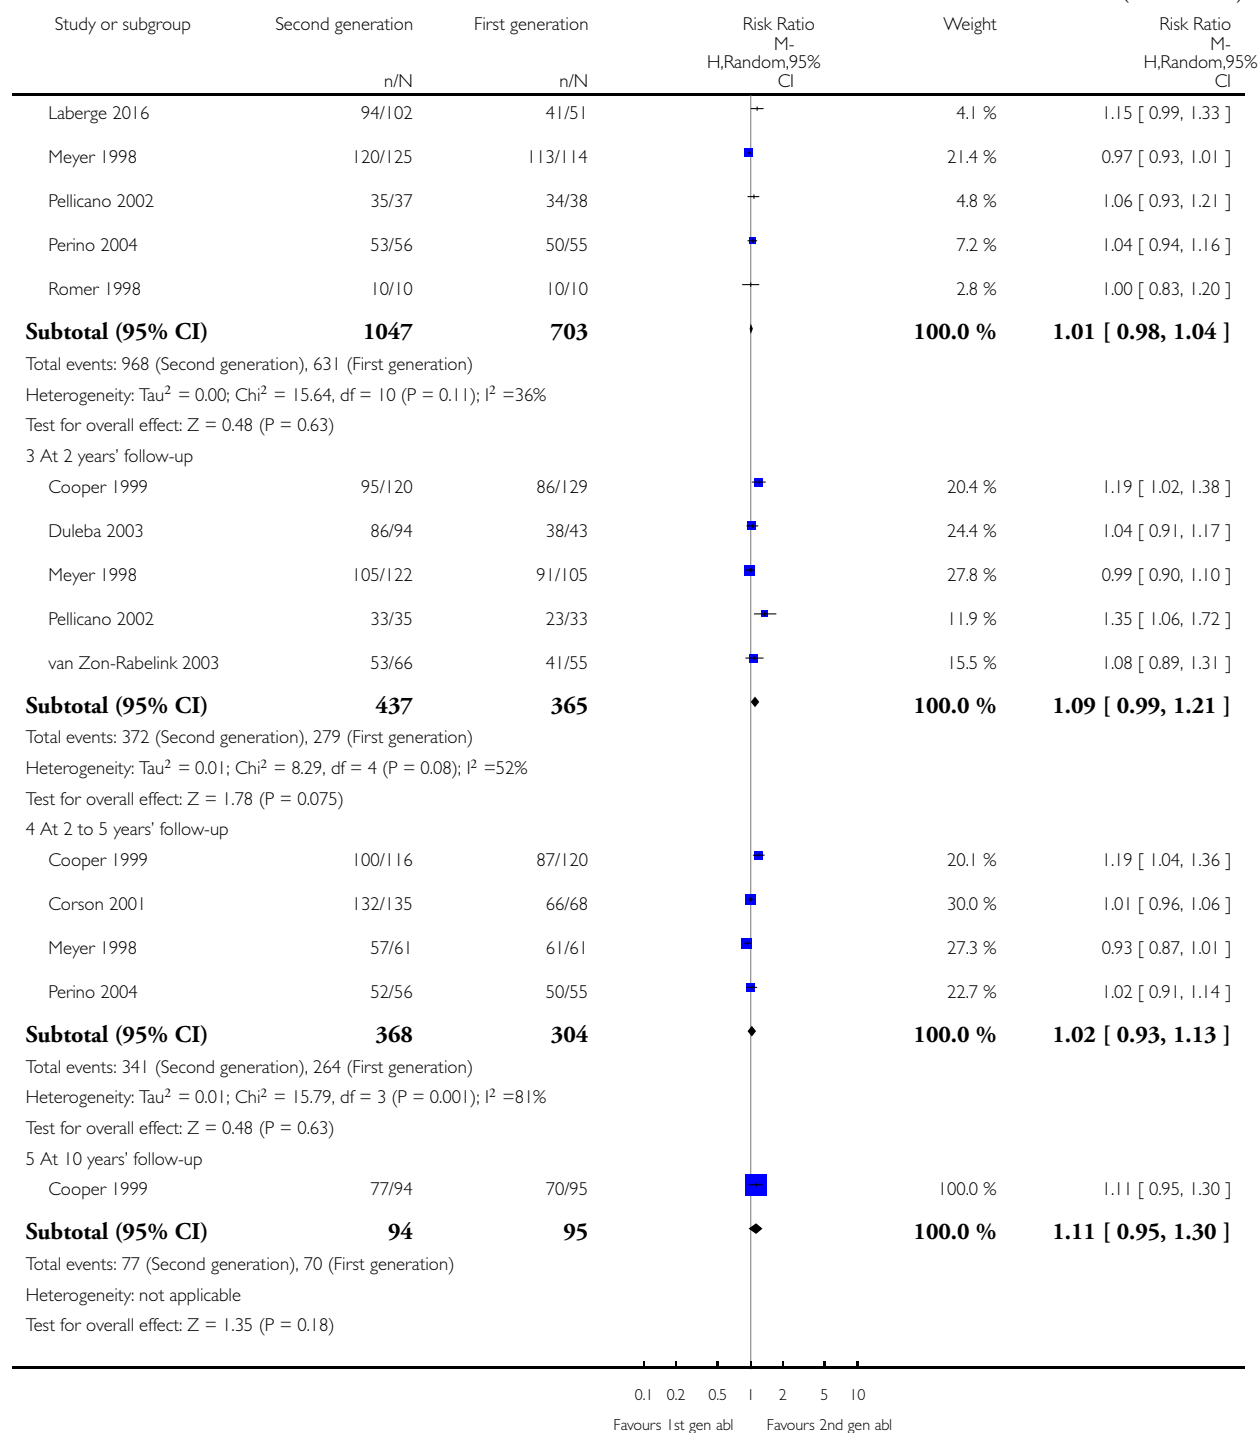 Study or subgroup Second generation First generation Risk Ratio Weight Risk Ratio
M- M-
H,Random,95% H,Random,95%
n/N n/N CI CI
Laberge 2016 94/102 41/51 4.1 % 1.15 [ 0.99, 1.33 ]
Meyer 1998 120/125 113/114 21.4 % 0.97 [ 0.93, 1.01 ]
Pellicano 2002 35/37 34/38 4.8 % 1.06 [ 0.93, 1.21 ]
Perino 2004 53/56 50/55 7.2 % 1.04 [ 0.94, 1.16 ]
Romer 1998 10/10 10/10 2.8 % 1.00 [ 0.83, 1.20 ]
Subtotal (95% CI) 1047 703 100.0 % 1.01 [ 0.98, 1.04 ]
Total events: 968 (Second generation), 631 (First generation)
Heterogeneity: Tau² = 0.00; Chi² = 15.64, df = 10 (P = 0.11); I² =36%
Test for overall effect: Z = 0.48 (P = 0.63)
3 At 2 years’ follow-up
Cooper 1999 95/120 86/129 20.4 % 1.19 [ 1.02, 1.38 ]
Duleba 2003 86/94 38/43 24.4 % 1.04 [ 0.91, 1.17 ]
Meyer 1998 105/122 91/105 27.8 % 0.99 [ 0.90, 1.10 ]
Pellicano 2002 33/35 23/33 11.9 % 1.35 [ 1.06, 1.72 ]
van Zon-Rabelink 2003 53/66 41/55 15.5 % 1.08 [ 0.89, 1.31 ]
Subtotal (95% CI) 437 365 100.0 % 1.09 [ 0.99, 1.21 ]
Total events: 372 (Second generation), 279 (First generation)
Heterogeneity: Tau² = 0.01; Chi² = 8.29, df = 4 (P = 0.08); I² =52%
Test for overall effect: Z = 1.78 (P = 0.075)
4 At 2 to 5 years’ follow-up
Cooper 1999 100/116 87/120 20.1 % 1.19 [ 1.04, 1.36 ]
Corson 2001 132/135 66/68 30.0 % 1.01 [ 0.96, 1.06 ]
Meyer 1998 57/61 61/61 27.3 % 0.93 [ 0.87, 1.01 ]
Perino 2004 52/56 50/55 22.7 % 1.02 [ 0.91, 1.14 ]
Subtotal (95% CI) 368 304 100.0 % 1.02 [ 0.93, 1.13 ]
Total events: 341 (Second generation), 264 (First generation)
Heterogeneity: Tau² = 0.01; Chi² = 15.79, df = 3 (P = 0.001); I² =81%
Test for overall effect: Z = 0.48 (P = 0.63)
5 At 10 years’ follow-up
Cooper 1999 77/94 70/95 100.0 % 1.11 [ 0.95, 1.30 ]
Subtotal (95% CI) 94 95 100.0 % 1.11 [ 0.95, 1.30 ]
Total events: 77 (Second generation), 70 (First generation)
Heterogeneity: not applicable
Test for overall effect: Z = 1.35 (P = 0.18)
0.1 0.2 0.5 1 2 5 10
Favours 1st gen abl Favours 2nd gen abl